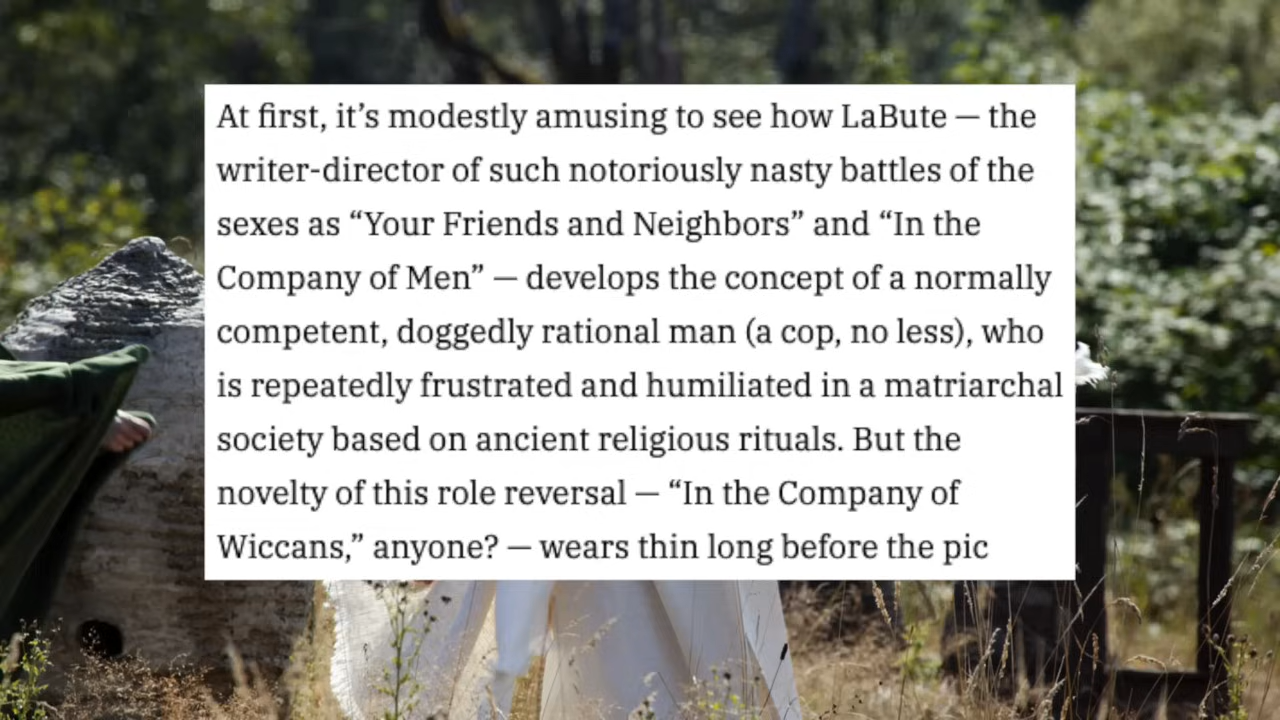 At first, it’s modestly amusing to see how LaBute — the
writer-director of such notoriously nasty battles of the
sexes as “Your Friends and Neighbors” and “In the
Company of Men” — develops the concept of a normally
competent, doggedly rational man (a cop, no less), who
is repeatedly frustrated and humiliated in a matriarchal
society based on ancient religious rituals. But the
novelty of this role reversal — “In the Company of
Wiccans,” anyone? — wears thin long before the pic